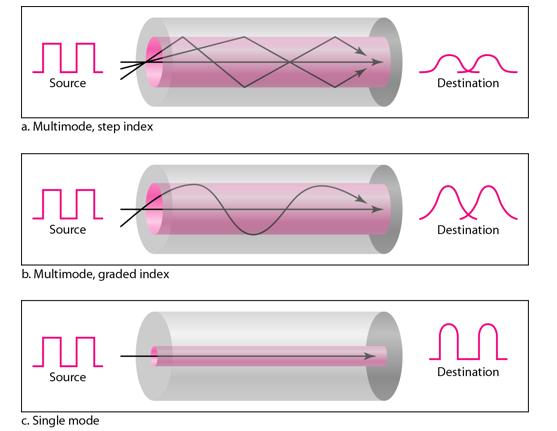 Source
Destination
a. Multimode, step index
Source
Destination
b. Multimode, graded index
Source
Destination
c. Single mode